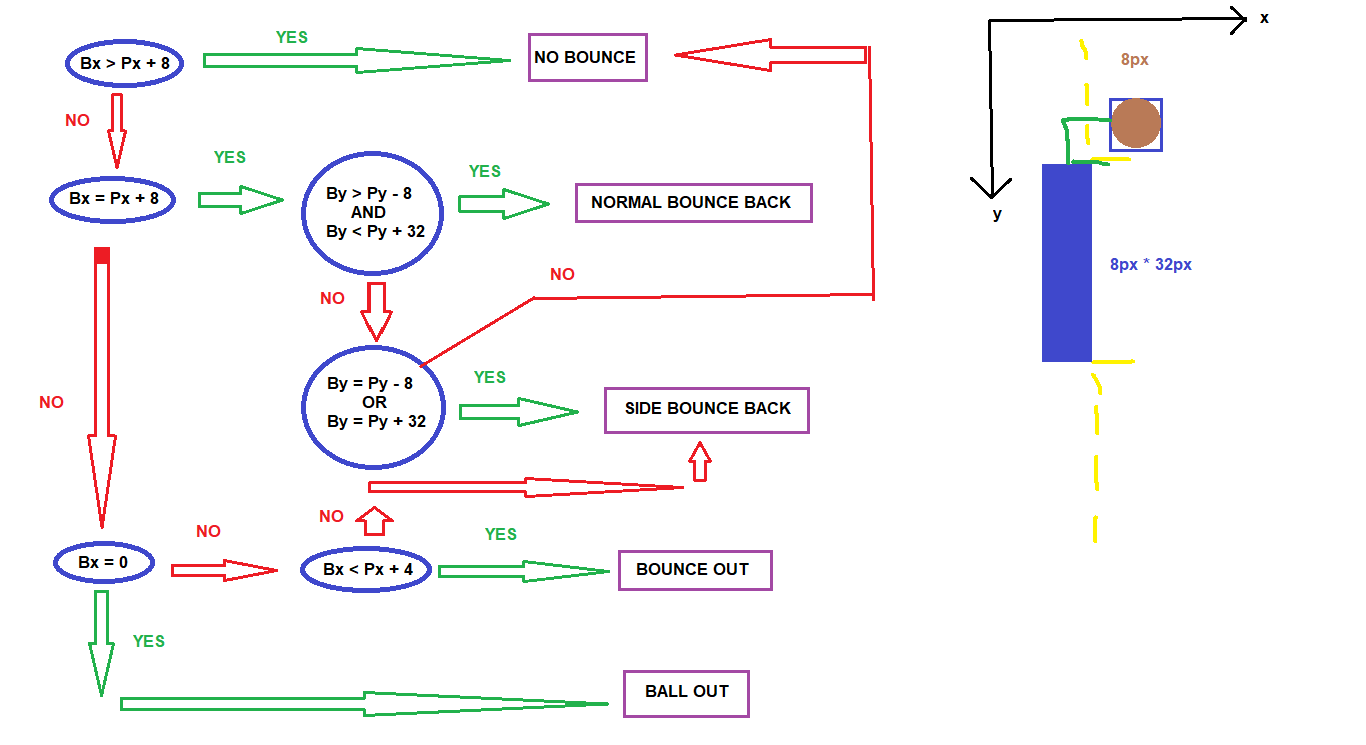 YES
x
Bx > Px + 8
NO BOUNCE
8px
NO
YES
YES
Bx = Px + 8
By > Py - 8
AND
By < Py + 32
NORMAL BOUNCE BACK
y
8px * 32px
NO
NO
YES
By = Py - 8
OR
By = Py + 32
SIDE BOUNCE BACK
NO
NO
NO
YES
Bx = 0
Bx < Px + 4
BOUNCE OUT
YES
BALL OUT